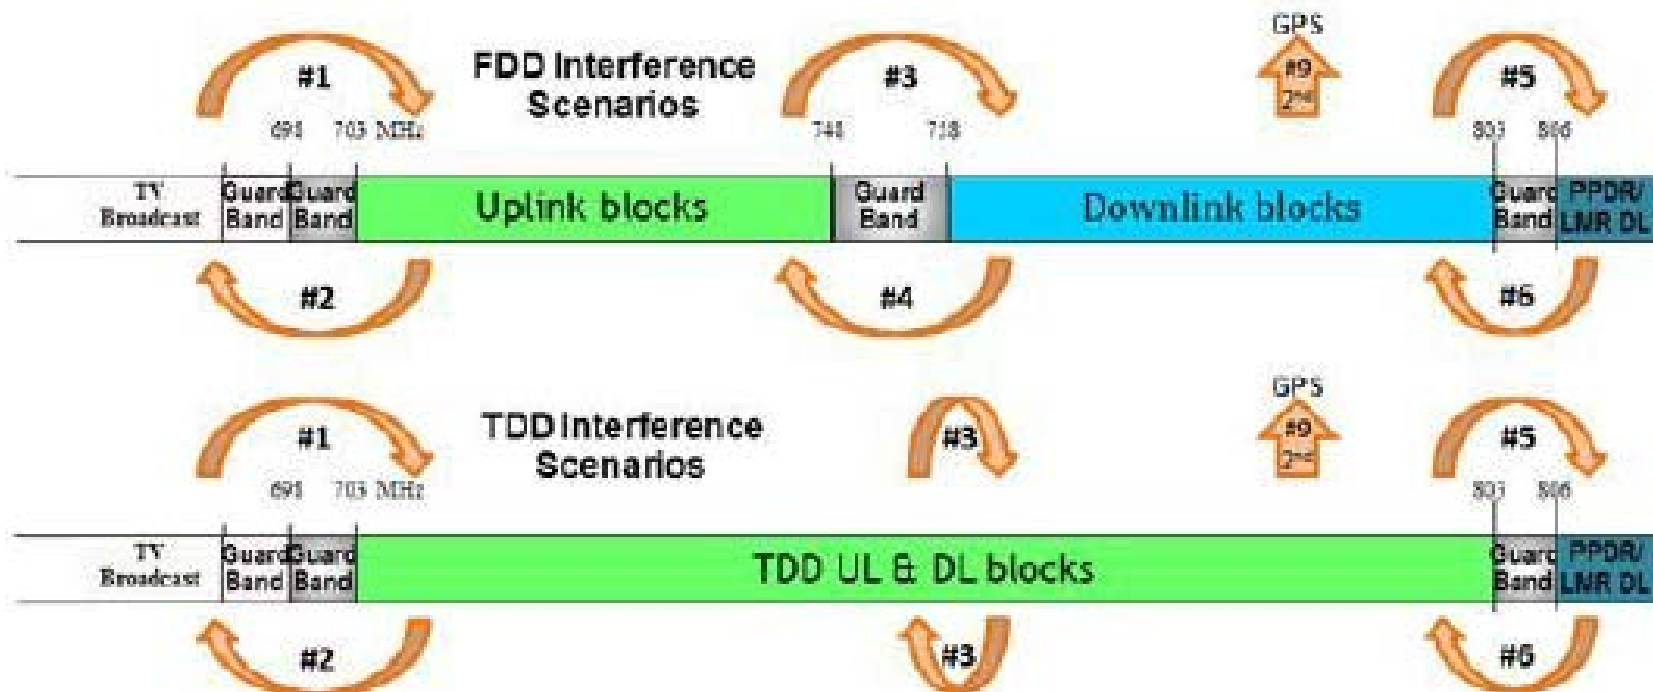 GPS
#1
FDD Interference
Scenarios
#3
#9
2nd
#5
698 703 MHz
748
758
803 806
TV
Broadcast
Guard
Band
Guard
Band
Uplink blocks
Guard
Band
Downlink blocks
Guard
Band
PPDR/
LMR DL
#2
#4
#6
GPS
#1
TDD Interference
Scenarios
#3
#9
2nd
#5
698 703 MHz
803 806
TV
Broadcast
Guard
Band
Guard
Band
TDD UL & DL blocks
Guard
Band
PPDR/
LMR DL
#2
#3
#6